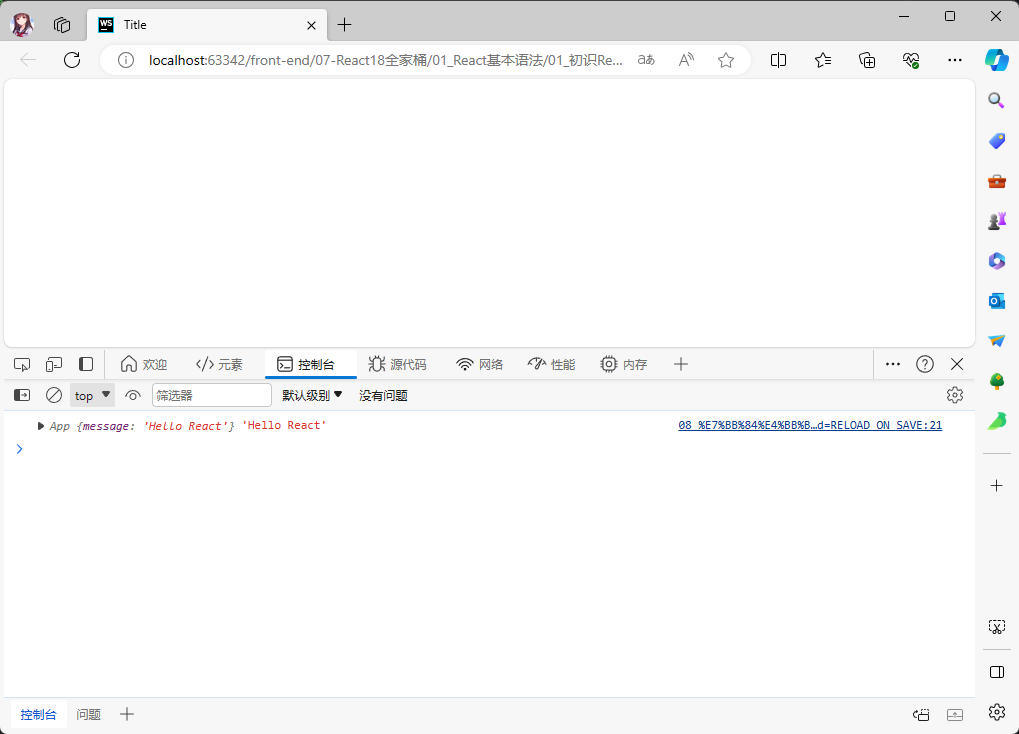 WS Title
localhost:63342/front-end/07-React18全家桶/01_React基本语法/01_初识Re... aあ A
欢迎 元素 控制台 源代码 网络 性能 内存
top 筛选器 默认级别 没有问题
App {message: 'Hello React'} 'Hello React' 08_%E7%BB%84%E4%BB%B…d=RELOAD_ON_SAVE:21
控制台 问题